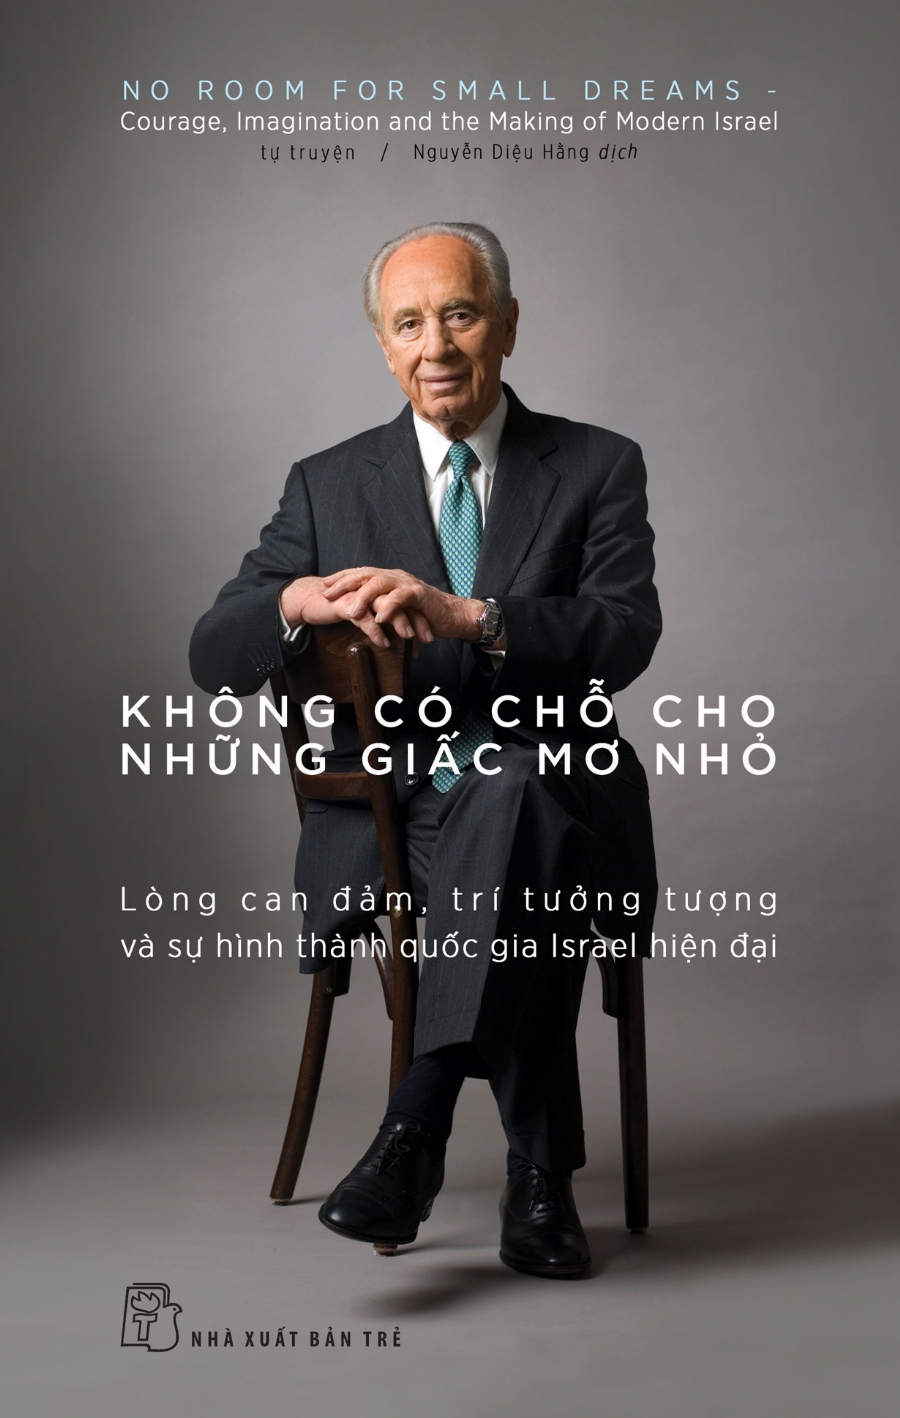 NO ROOM FOR SMALL DREAMS -
Courage, Imagination and the Making of Modern Israel
tự truyện / Nguyễn Diệu Hằng dịch
KHÔNG CÓ CHỖ CHO
NHỮNG GIẤC MƠ NHỎ
Lòng can đảm, trí tưởng tượng
và sự hình thành quốc gia Israel hiện đại
T
NHÀ XUẤT BẢN TRẺ